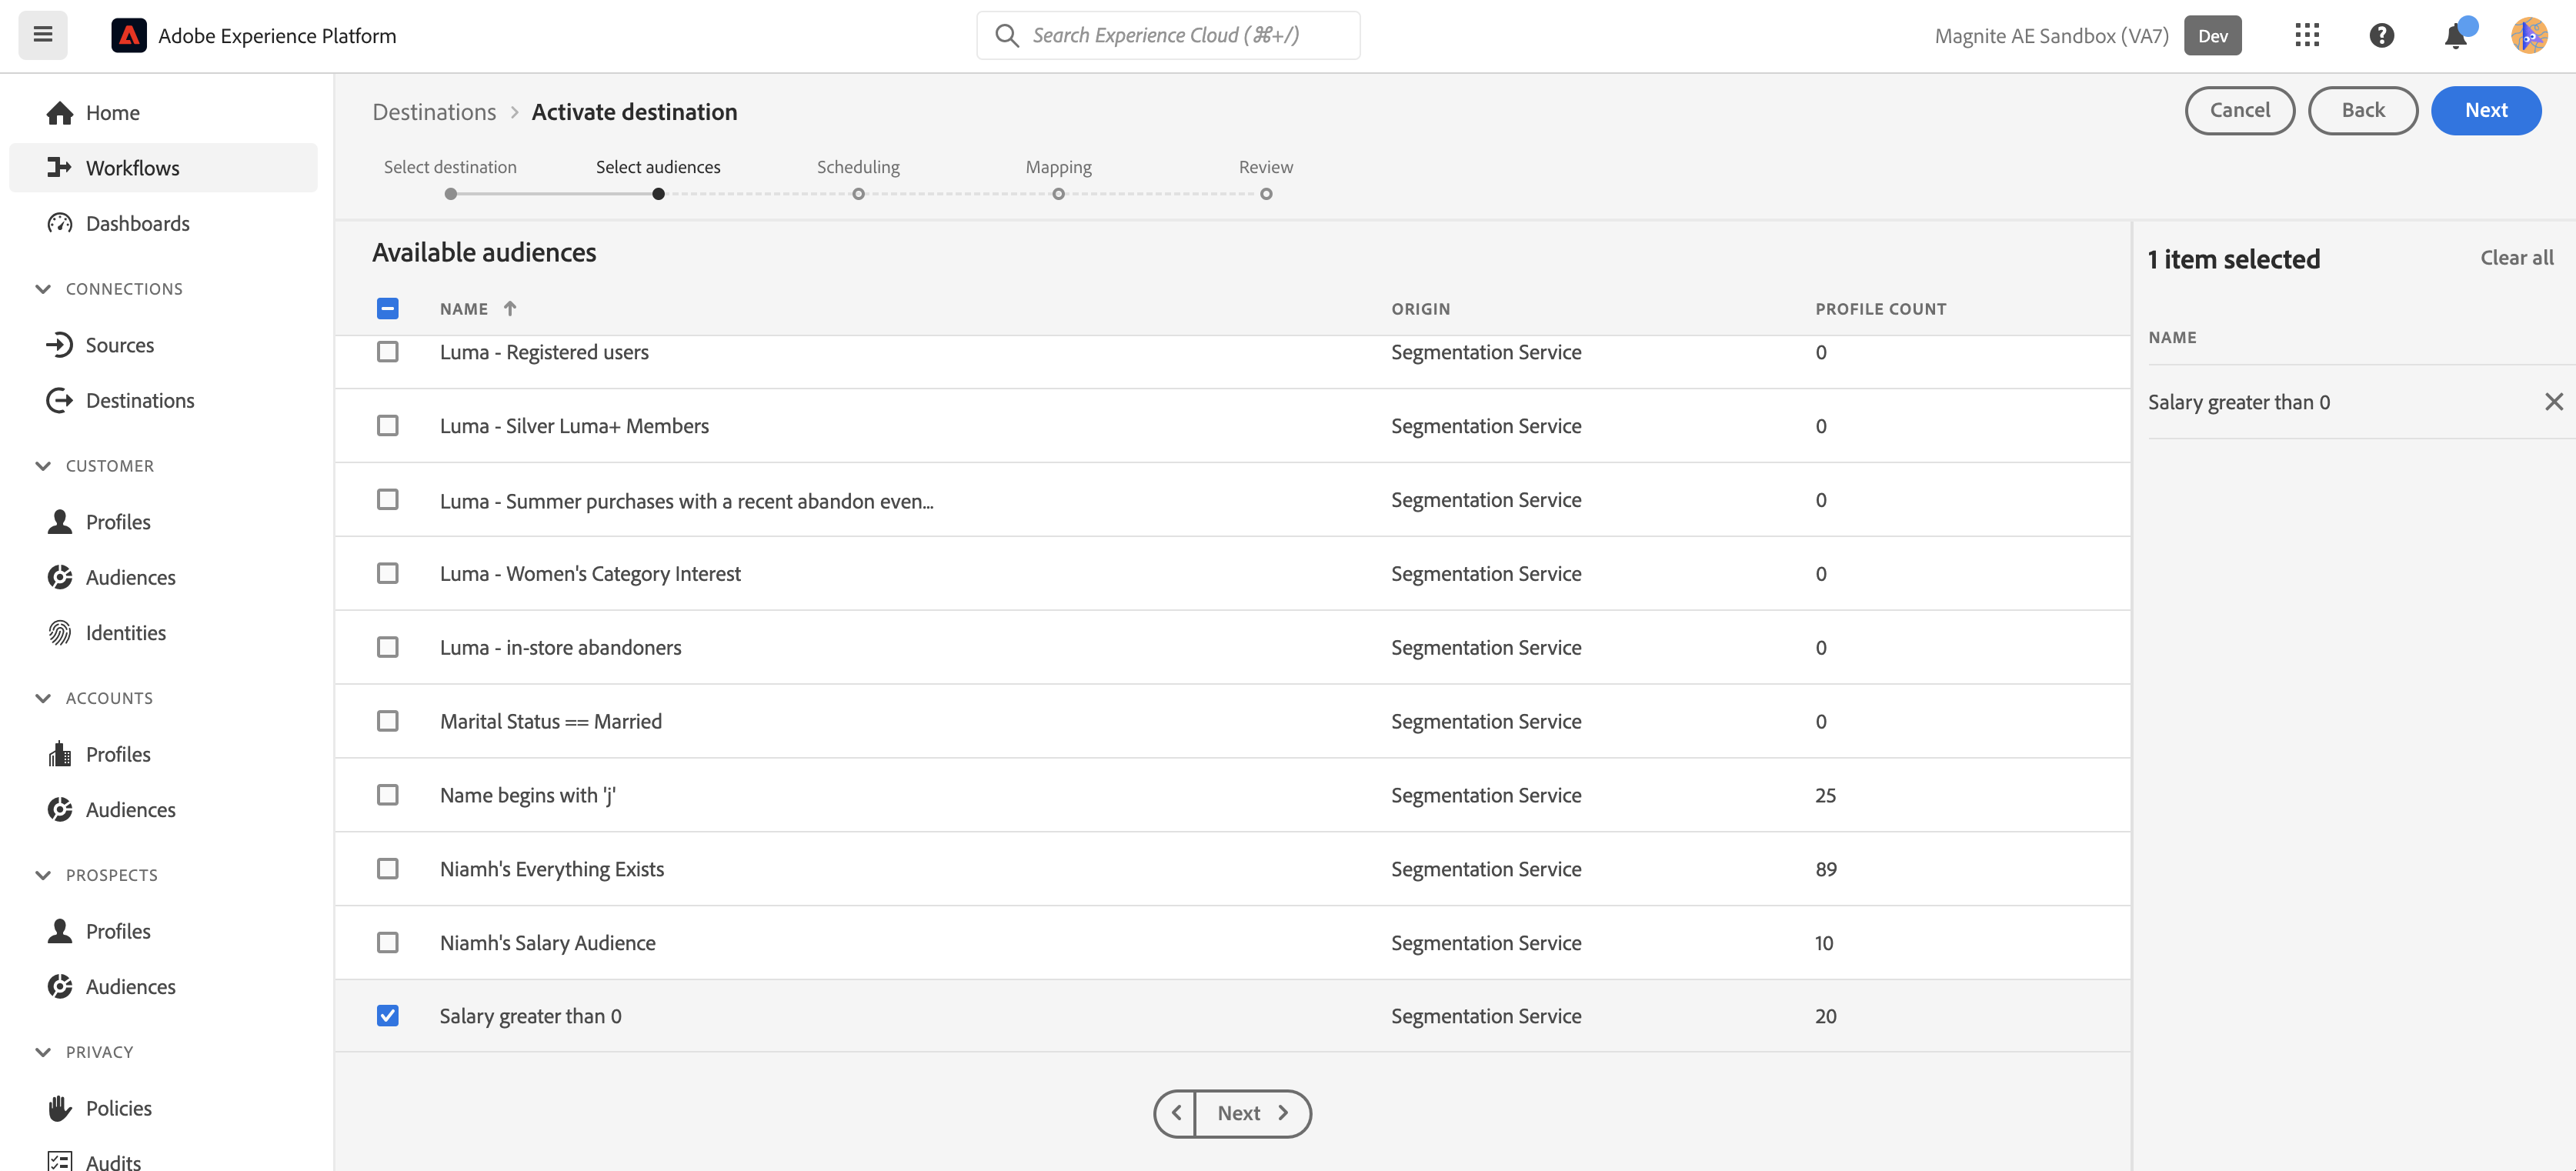 Adobe Experience Platform
Search Experience Cloud (⌘+/)
Magnite AE Sandbox (VA7)
Dev
Home
Workflows
Dashboards
CONNECTIONS
Sources
Destinations
CUSTOMER
Profiles
Audiences
Identities
ACCOUNTS
Profiles
Audiences
PROSPECTS
Profiles
Audiences
PRIVACY
Policies
Audits
Destinations > Activate destination
Cancel
Back
Next
Select destination
Select audiences
Scheduling
Mapping
Review
Available audiences
NAME ORIGIN PROFILE COUNT
Luma - Registered users Segmentation Service 0
Luma - Silver Luma+ Members Segmentation Service 0
Luma - Summer purchases with a recent abandon even... Segmentation Service 0
Luma - Women's Category Interest Segmentation Service 0
Luma - in-store abandoners Segmentation Service 0
Marital Status == Married Segmentation Service 0
Name begins with 'j' Segmentation Service 25
Niamh's Everything Exists Segmentation Service 89
Niamh's Salary Audience Segmentation Service 10
Salary greater than 0 Segmentation Service 20
Next
1 item selected
Clear all
NAME
Salary greater than 0